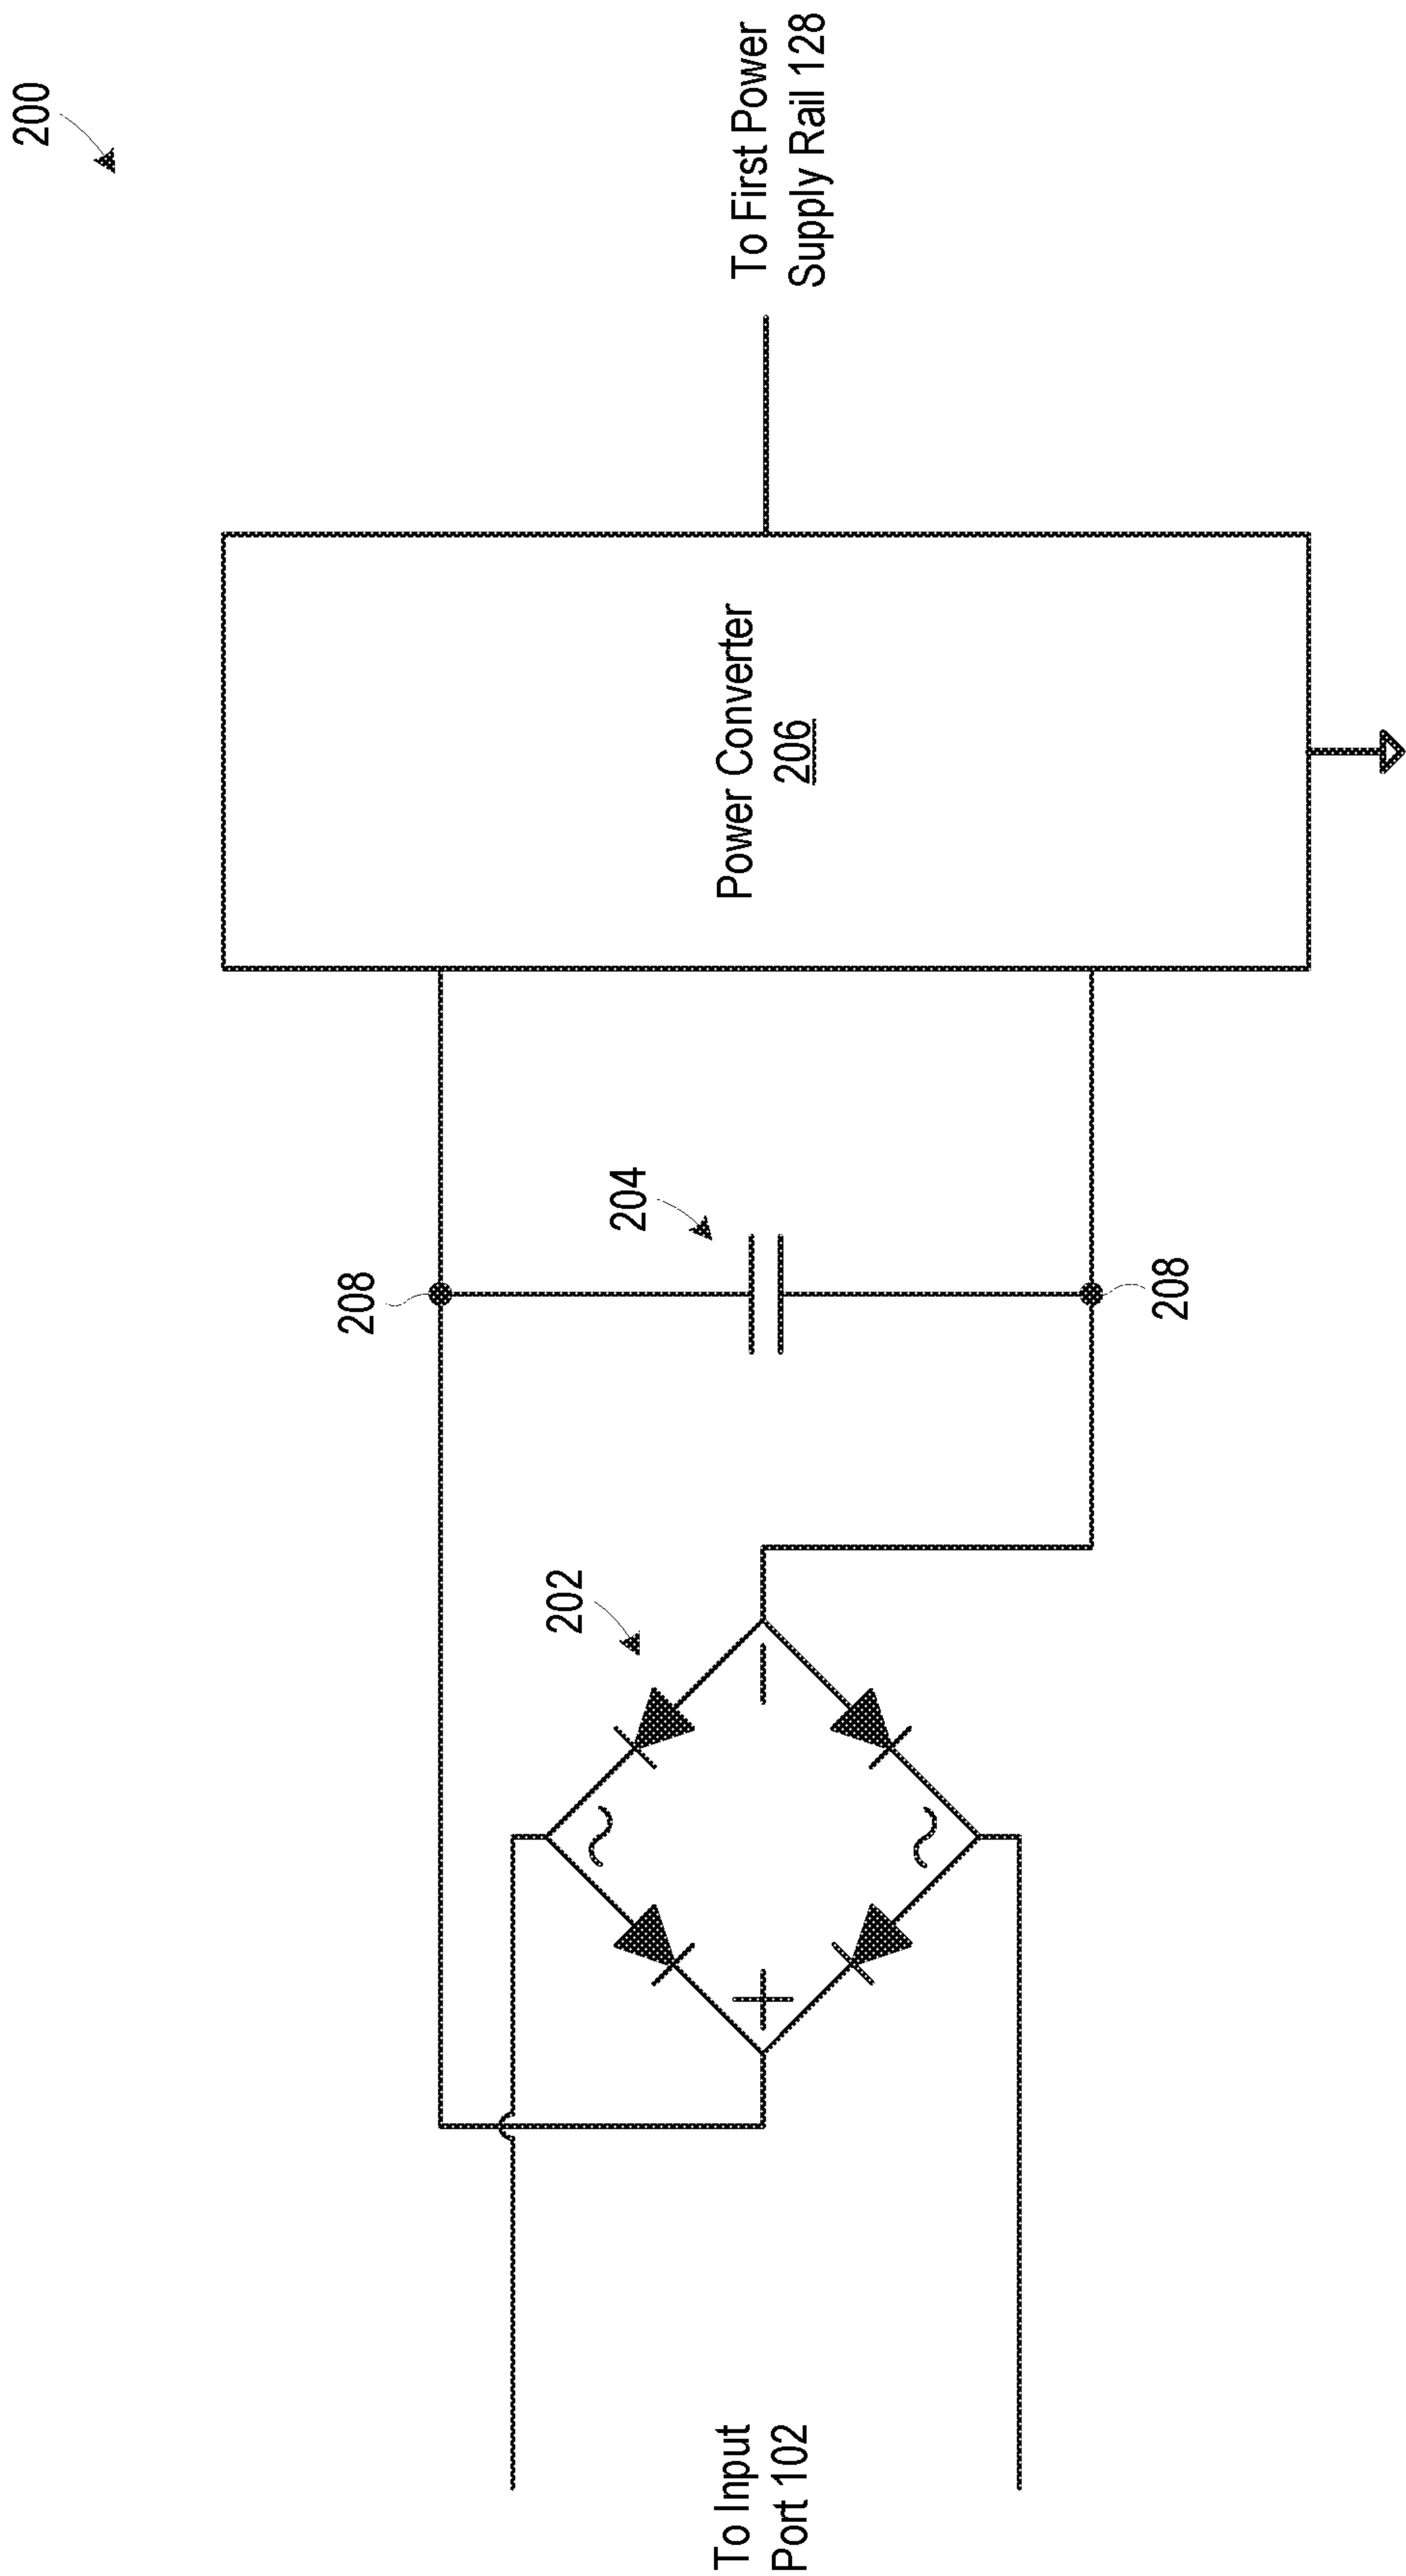 200
To Input
Port 102
202
208
204
208
Power Converter
206
To First Power
Supply Rail 128